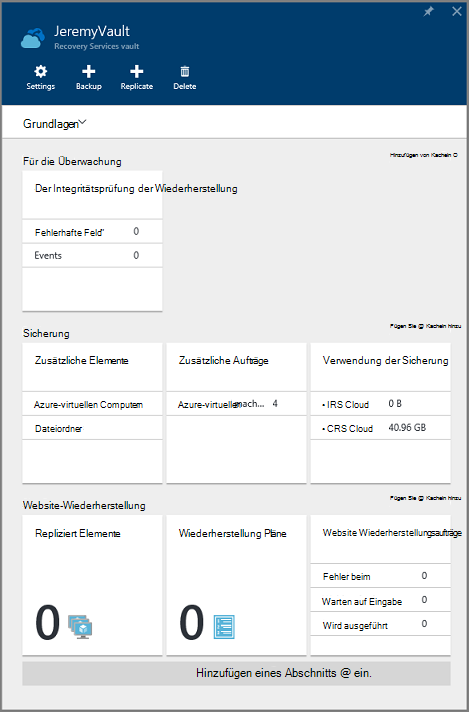 JeremyVault
Recovery Services vault
Settings
Backup
Replicate
Delete
Grundlagen
Für die Überwachung
Hinzufügen von Kacheln O
Der Integritätsprüfung der Wiederherstellung
Fehlerhafte Feld"
0
Events
0
Sicherung
Fügen Sie @ Kacheln hinzu
Zusätzliche Elemente
Azure-virtuellen Computern
Dateiordner
Zusätzliche Aufträge
Azure-virtuellen mach...
4
Verwendung der Sicherung
• IRS Cloud
0 B
• CRS Cloud
40.96 GB
Website-Wiederherstellung
Fügen Sie @ Kacheln hinzu
Repliziert Elemente
0
Wiederherstellung Pläne
0
Website Wiederherstellungsaufträge
Fehler beim
0
Warten auf Eingabe
0
Wird ausgeführt
0
Hinzufügen eines Abschnitts @ ein.